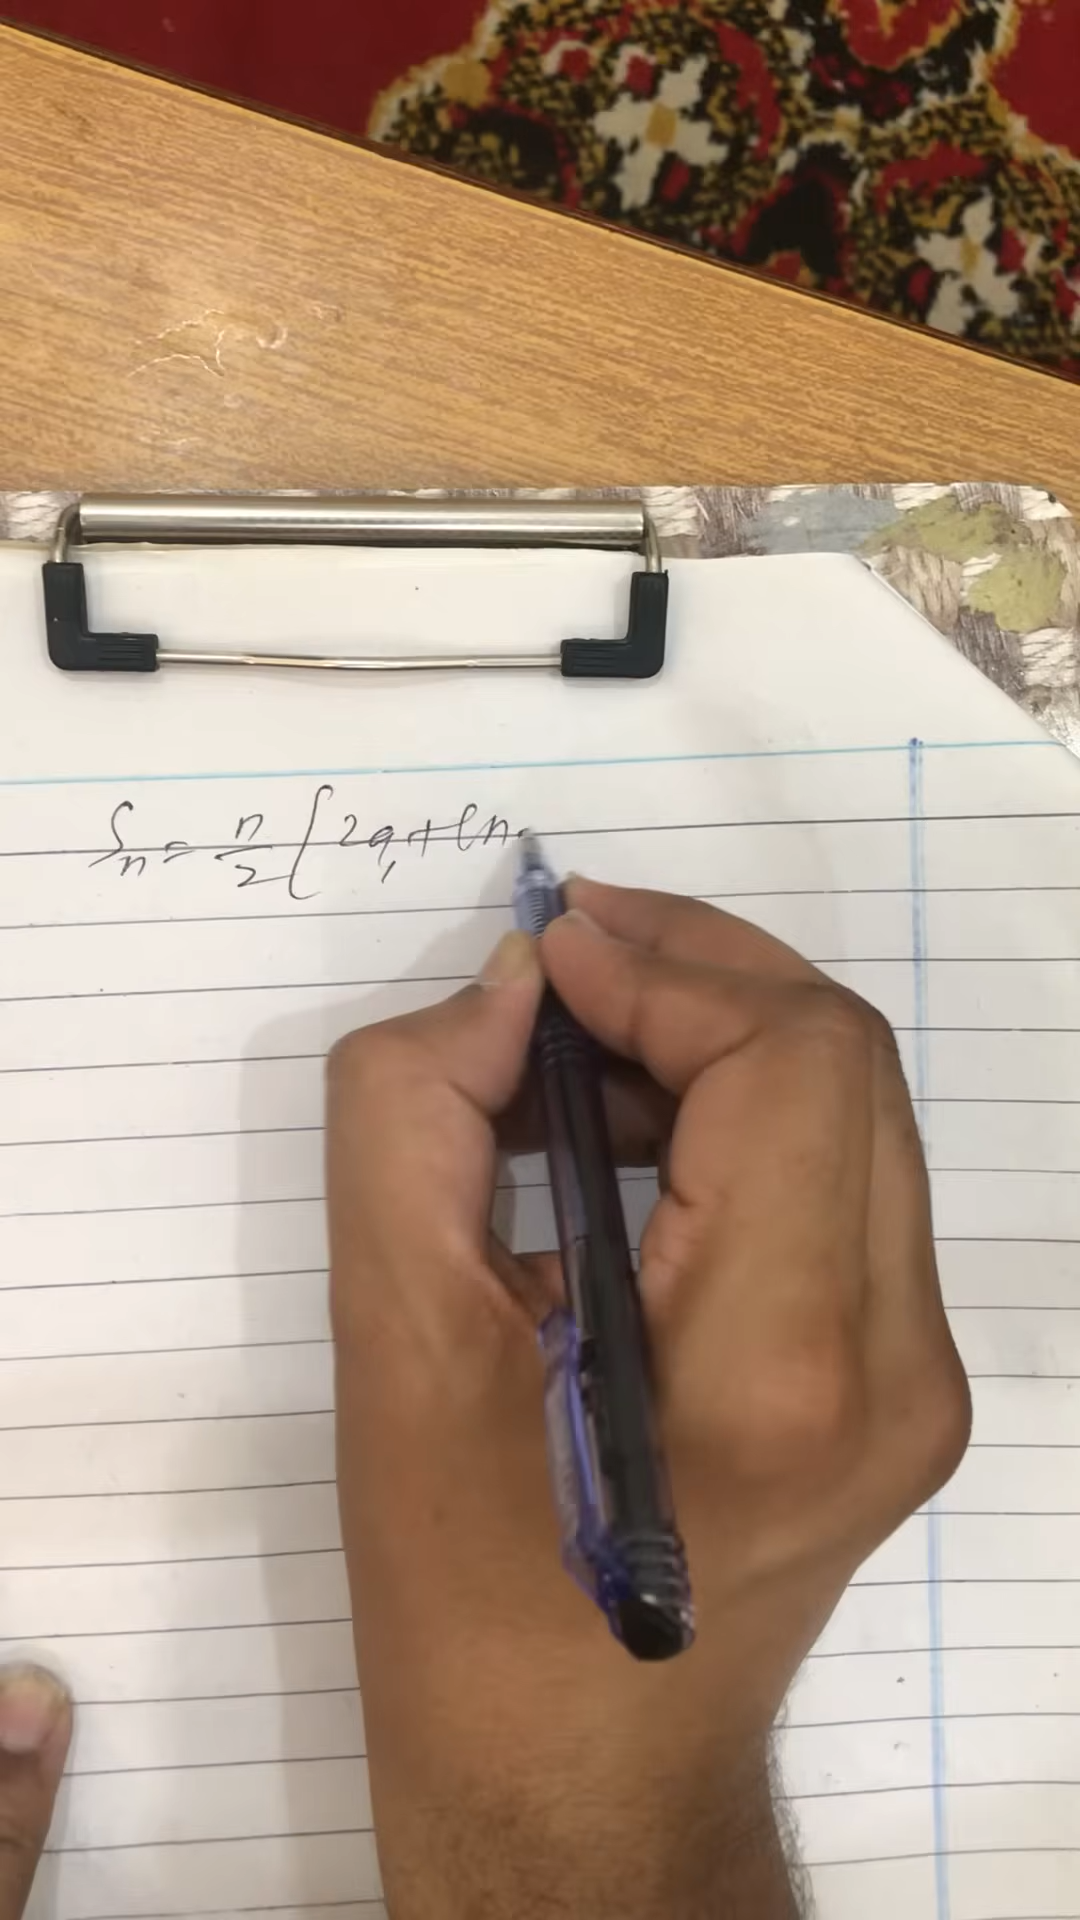 Sn = n/2 [2a₁ + (n-